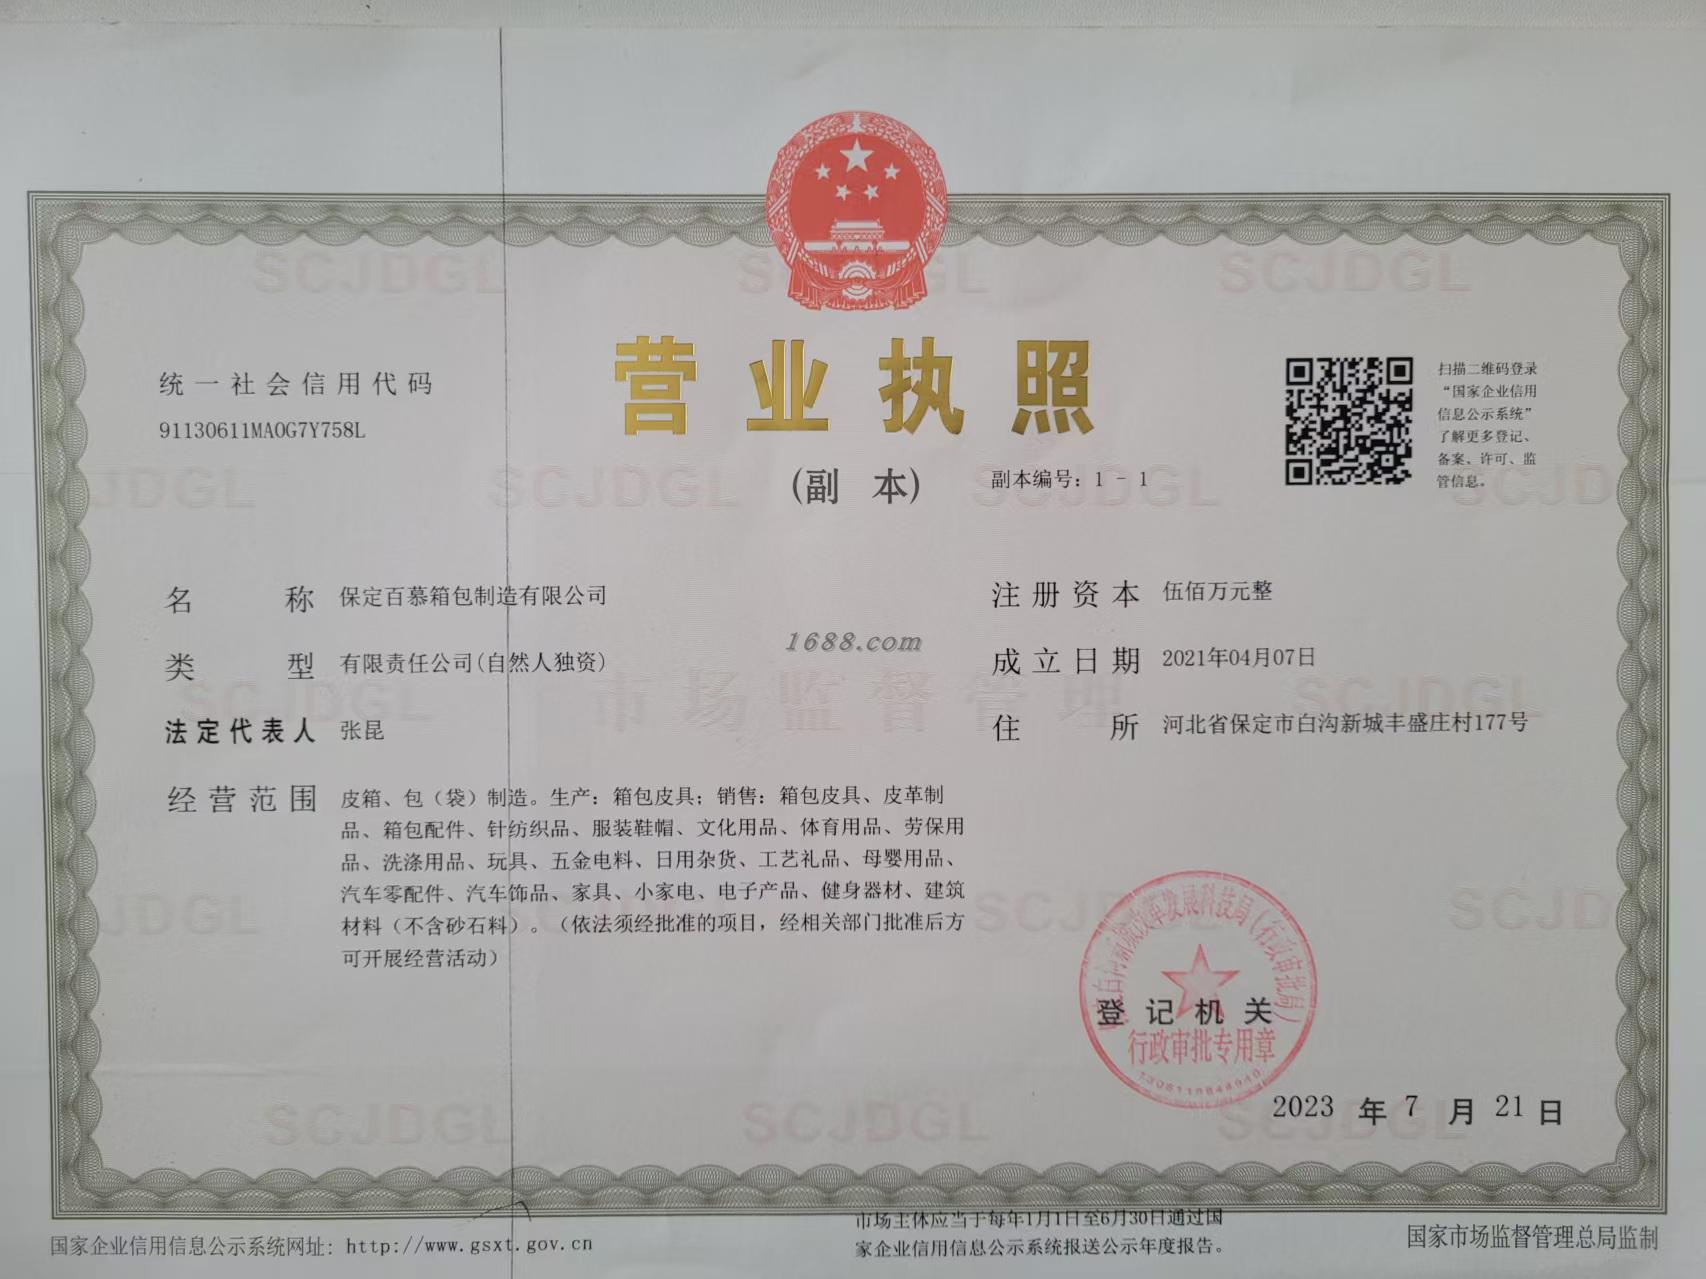 营业执照
(副 本)
副本编号：1 - 1
统一社会信用代码
91130611MA0G7Y758L
扫描二维码登录
“国家企业信用
信息公示系统”
了解更多登记、
备案、许可、监
管信息。
名称 保定百慕箱包制造有限公司
类型 有限责任公司(自然人独资)
法定代表人 张昆
经营范围 皮箱、包（袋）制造。生产：箱包皮具；销售：箱包皮具、皮革制
品、箱包配件、针纺织品、服装鞋帽、文化用品、体育用品、劳保用
品、洗涤用品、玩具、五金电料、日用杂货、工艺礼品、母婴用品、
汽车零配件、汽车饰品、家具、小家电、电子产品、健身器材、建筑
材料（不含砂石料）。（依法须经批准的项目，经相关部门批准后方
可开展经营活动）
注册资本 伍佰万元整
成立日期 2021年04月07日
住所 河北省保定市白沟新城丰盛庄村177号
1688.com
市场监督管理
SCJDGL
登记机关
行政审批专用章
2023 年 7 月 21 日
国家企业信用信息公示系统网址：http://www.gsxt.gov.cn
市场主体应当于每年1月1日至6月30日通过国
家企业信用信息公示系统报送公示年度报告。
国家市场监督管理总局监制